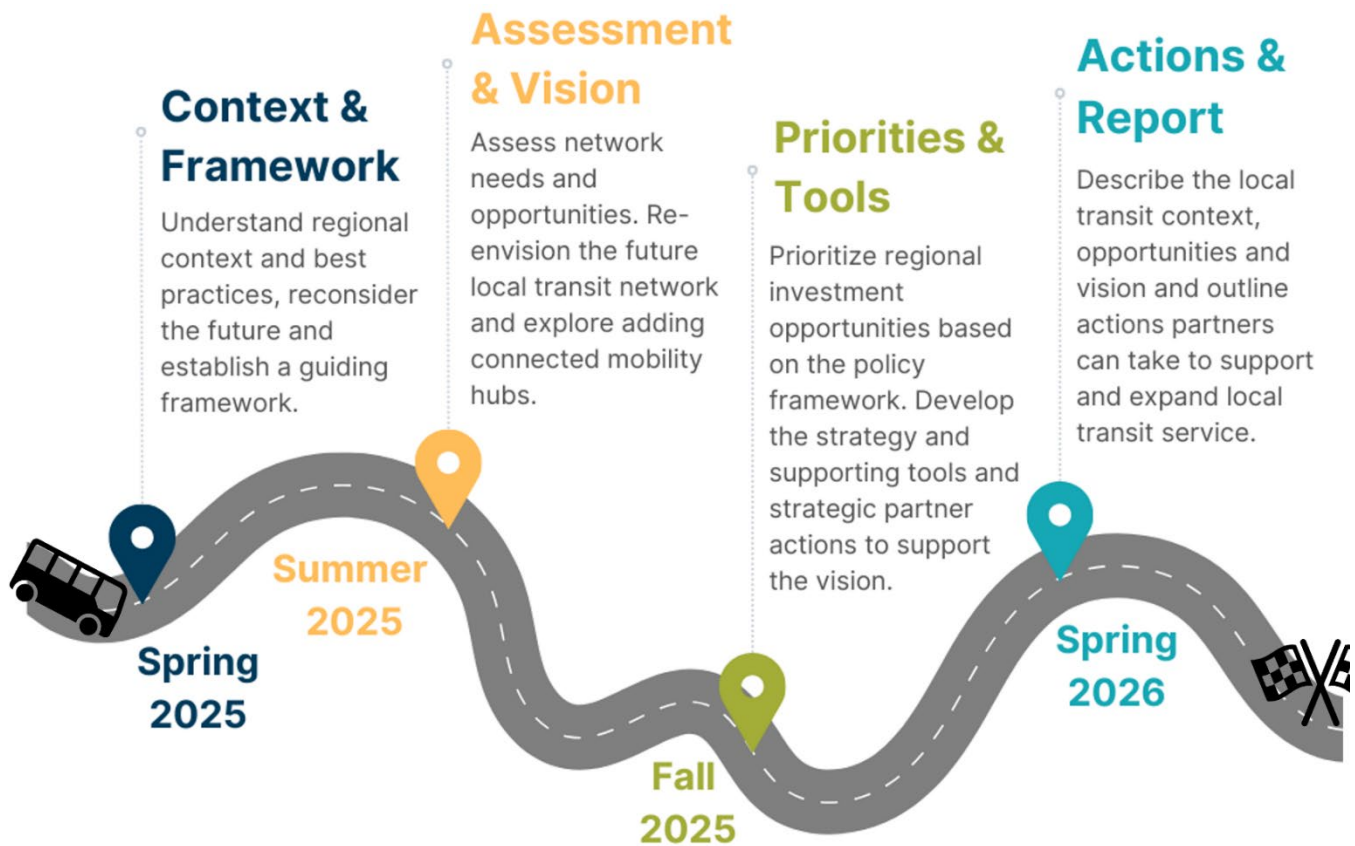 Context &
Framework
Understand regional
context and best
practices, reconsider
the future and
establish a guiding
framework.
Spring
2025
Assessment
& Vision
Assess network
needs and
opportunities. Re-
envision the future
local transit network
and explore adding
connected mobility
hubs.
Summer
2025
Priorities &
Tools
Prioritize regional
investment
opportunities based
on the policy
framework. Develop
the strategy and
supporting tools and
strategic partner
actions to support
the vision.
Fall
2025
Actions &
Report
Describe the local
transit context,
opportunities and
vision and outline
actions partners
can take to support
and expand local
transit service.
Spring
2026